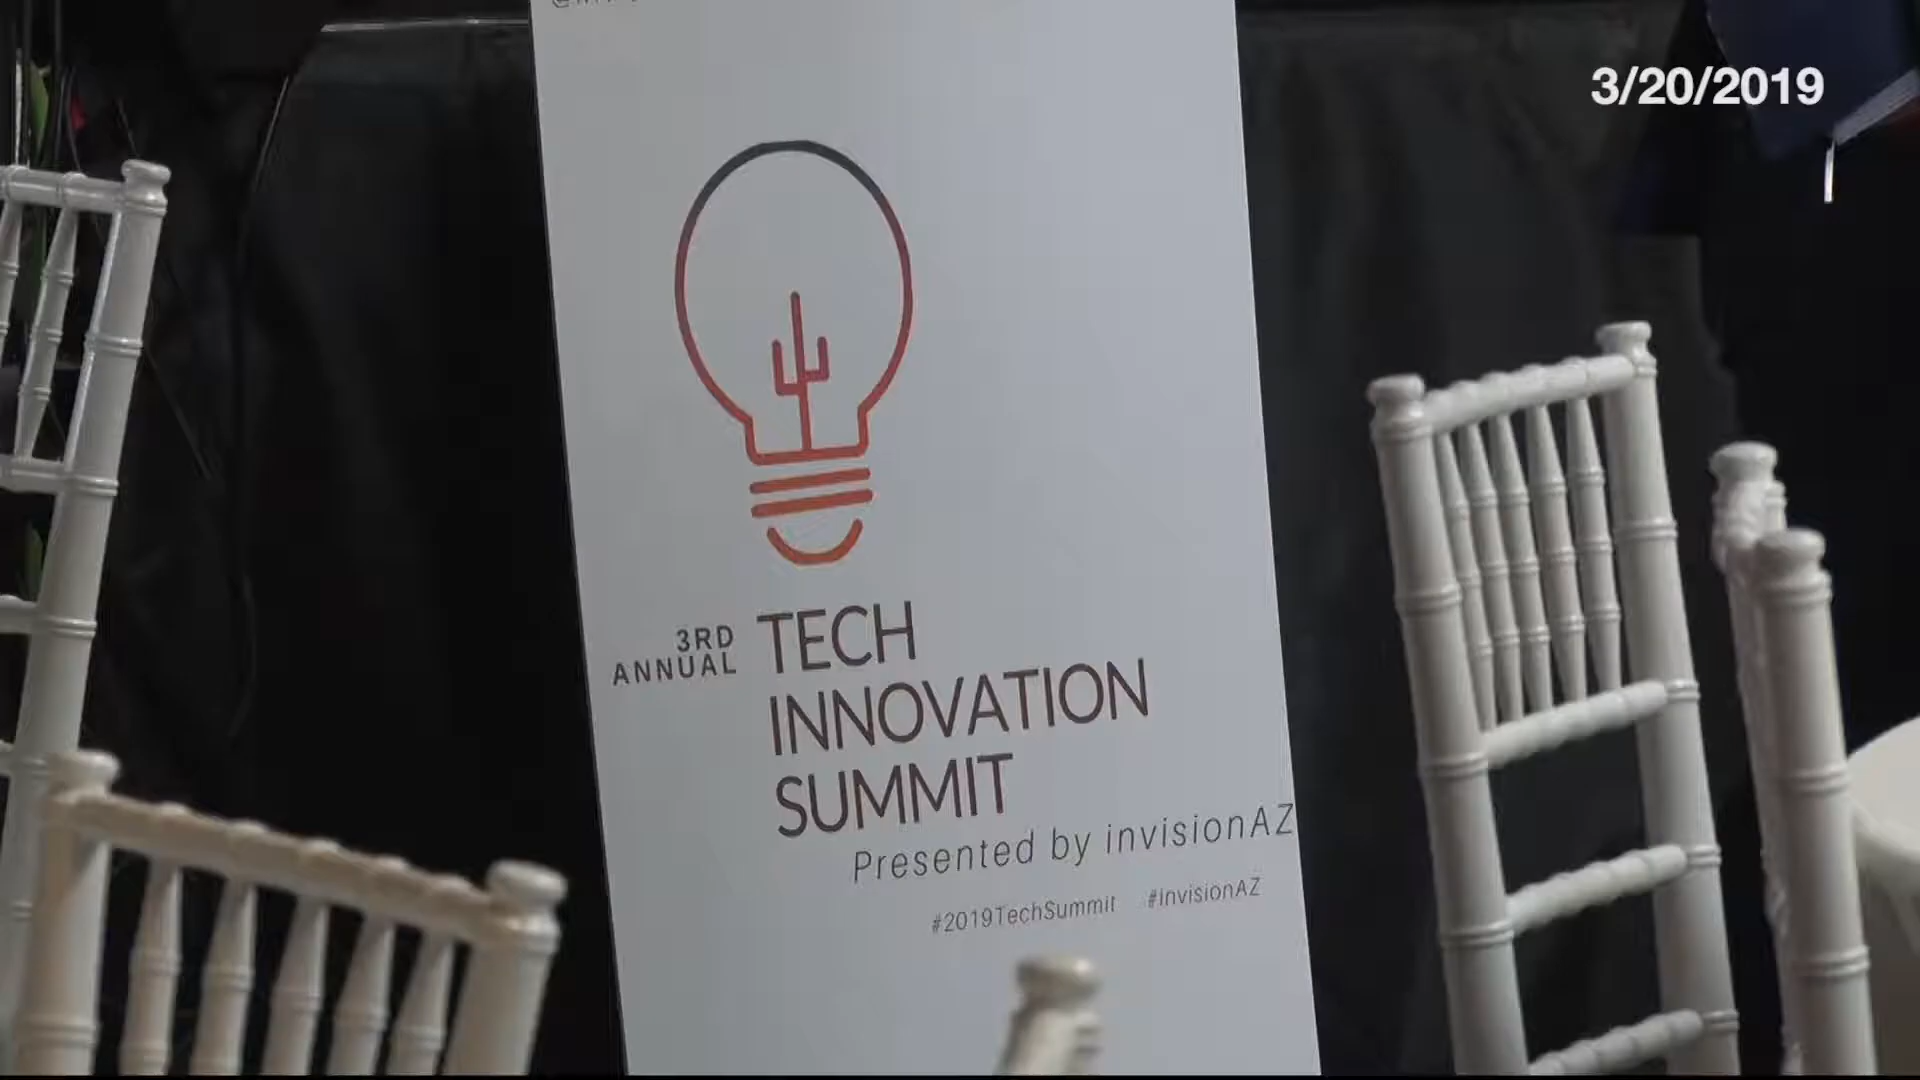 3/20/2019
3RD
ANNUAL
TECH
INNOVATION
SUMMIT
Presented by invisionAZ
#2019TechSummit #invisionAZ